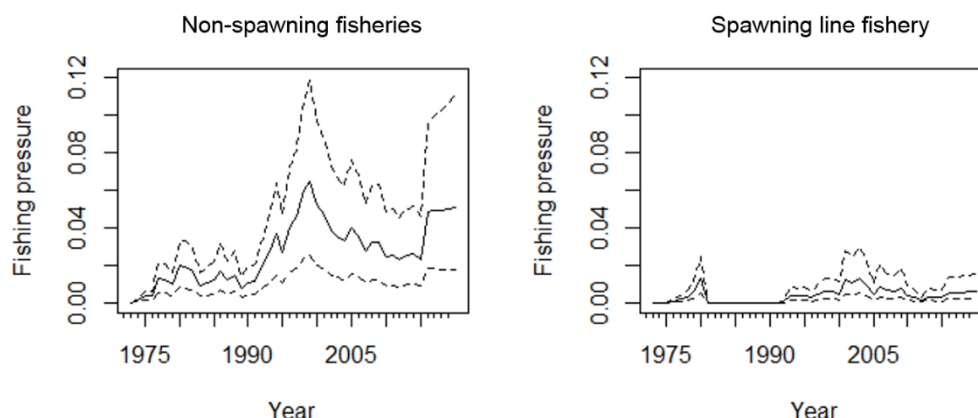 Non-spawning fisheries
Fishing pressure
0.12
0.08
0.04
0.00
1975 1990 2005
Year
Spawning line fishery
Fishing pressure
0.12
0.08
0.04
0.00
1975 1990 2005
Year